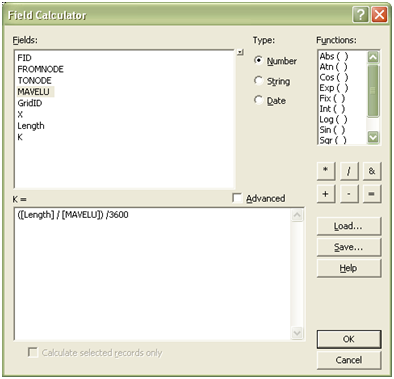 Field Calculator
Fields:
Type:
Functions:
FID
FROMNODE
TONODE
MAVELU
GridID
X
Length
K
Number
String
Date
Abs ( )
Atn ( )
Cos ( )
Exp ( )
Fix ( )
Int ( )
Log ( )
Sin ( )
Sqr ( )
* / &
+ - =
K =
Advanced
([Length] / [MAVELU]) /3600
Load...
Save...
Help
OK
Calculate selected records only
Cancel